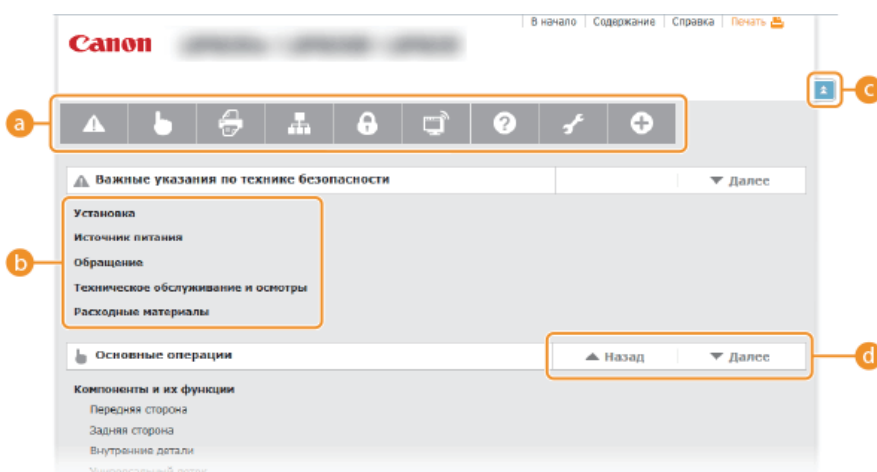 В начало Содержание Справка Печать
Canon
c
a
Важные указания по технике безопасности Далее
Установка
Источник питания
b Обращение
Техническое обслуживание и осмотры
Расходные материалы
Основные операции Назад Далее d
Компоненты и их функции
Передняя сторона
Задняя сторона
Внутренние детали